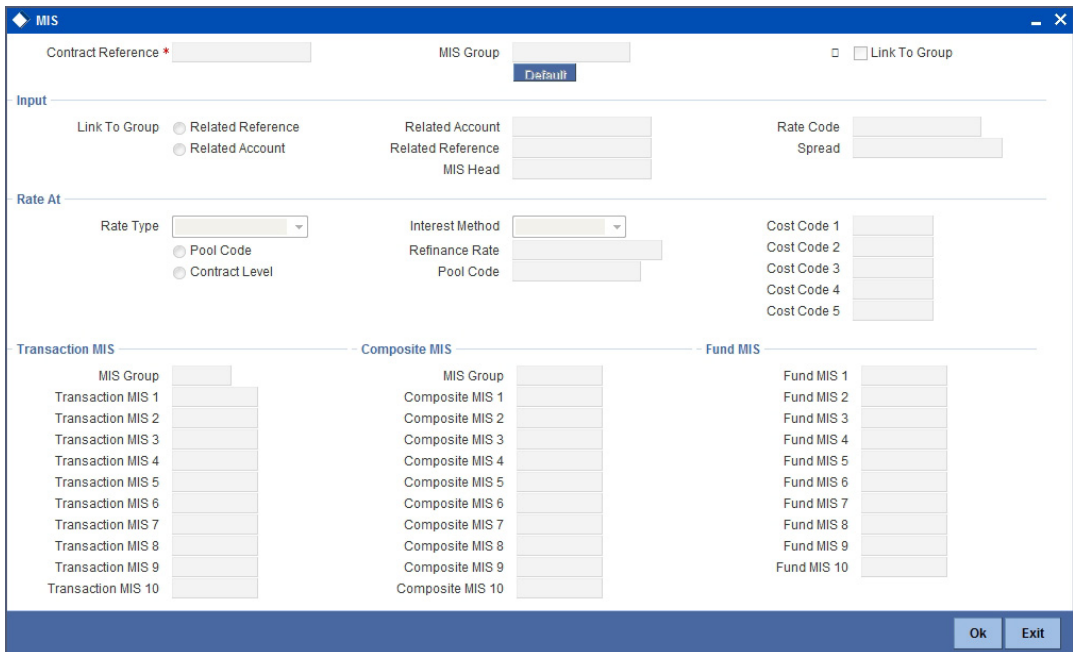 MIS
Contract Reference * MIS Group Link To Group
Default
Input
Link To Group Related Reference Related Account Rate Code
Related Account Related Reference Spread
MIS Head
Rate At
Rate Type Interest Method Cost Code 1
Pool Code Refinance Rate Cost Code 2
Contract Level Pool Code Cost Code 3
Cost Code 4
Cost Code 5
Transaction MIS Composite MIS Fund MIS
MIS Group MIS Group Fund MIS 1
Transaction MIS 1 Composite MIS 1 Fund MIS 2
Transaction MIS 2 Composite MIS 2 Fund MIS 3
Transaction MIS 3 Composite MIS 3 Fund MIS 4
Transaction MIS 4 Composite MIS 4 Fund MIS 5
Transaction MIS 5 Composite MIS 5 Fund MIS 6
Transaction MIS 6 Composite MIS 6 Fund MIS 7
Transaction MIS 7 Composite MIS 7 Fund MIS 8
Transaction MIS 8 Composite MIS 8 Fund MIS 9
Transaction MIS 9 Composite MIS 9 Fund MIS 10
Transaction MIS 10 Composite MIS 10
Ok Exit